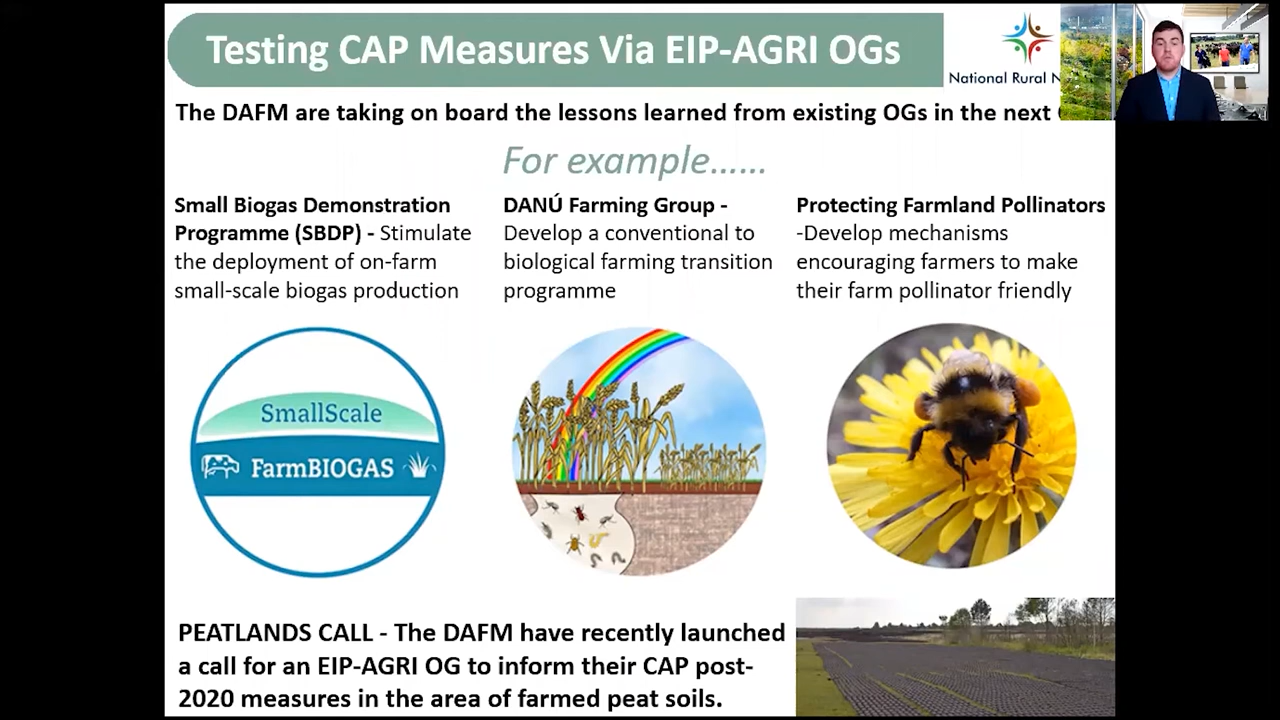 Testing CAP Measures Via EIP-AGRI OGs
National Rural N
The DAFM are taking on board the lessons learned from existing OGs in the next
For example......
Small Biogas Demonstration
Programme (SBDP) - Stimulate
the deployment of on-farm
small-scale biogas production
DANÚ Farming Group -
Develop a conventional to
biological farming transition
programme
Protecting Farmland Pollinators
-Develop mechanisms
encouraging farmers to make
their farm pollinator friendly
SmallScale
FarmBIOGAS
PEATLANDS CALL - The DAFM have recently launched
a call for an EIP-AGRI OG to inform their CAP post-
2020 measures in the area of farmed peat soils.